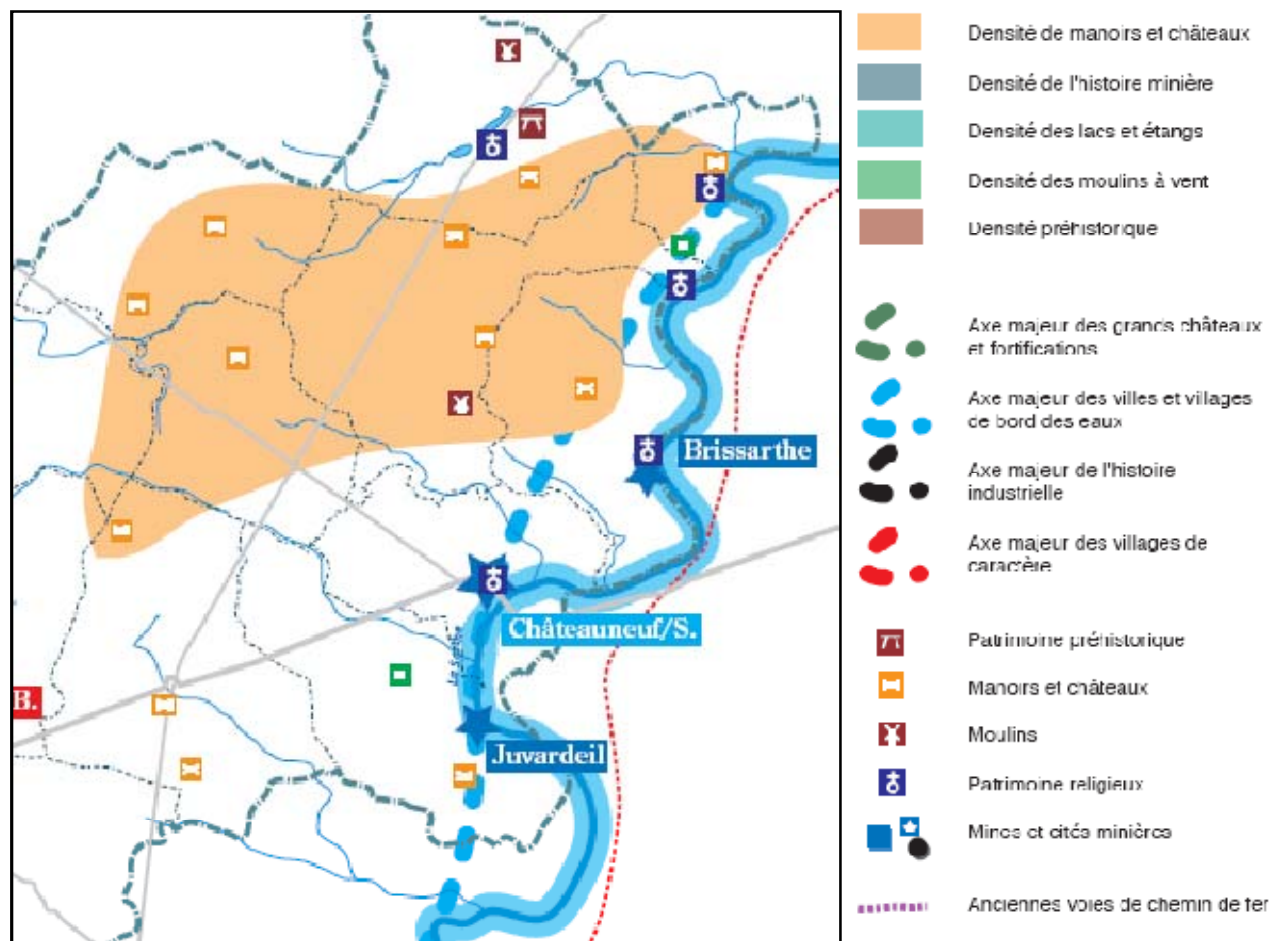 Brissarthe
Châteauneuf/S.
B.
Juvardeil
Densité de manoirs et châteaux
Densité de l'histoire minière
Densité des lacs et étangs
Densité des moulins à vent
Densité préhistorique
Axe majeur des grands châteaux
et fortifications
Axe majeur des villes et villages
de bord des eaux
Axe majeur de l'histoire
industrielle
Axe majeur des villages de
caractère
Patrimoine préhistorique
Manoirs et châteaux
Moulins
Patrimoine religieux
Mines et cités minières
Anciennes voies de chemin de fer